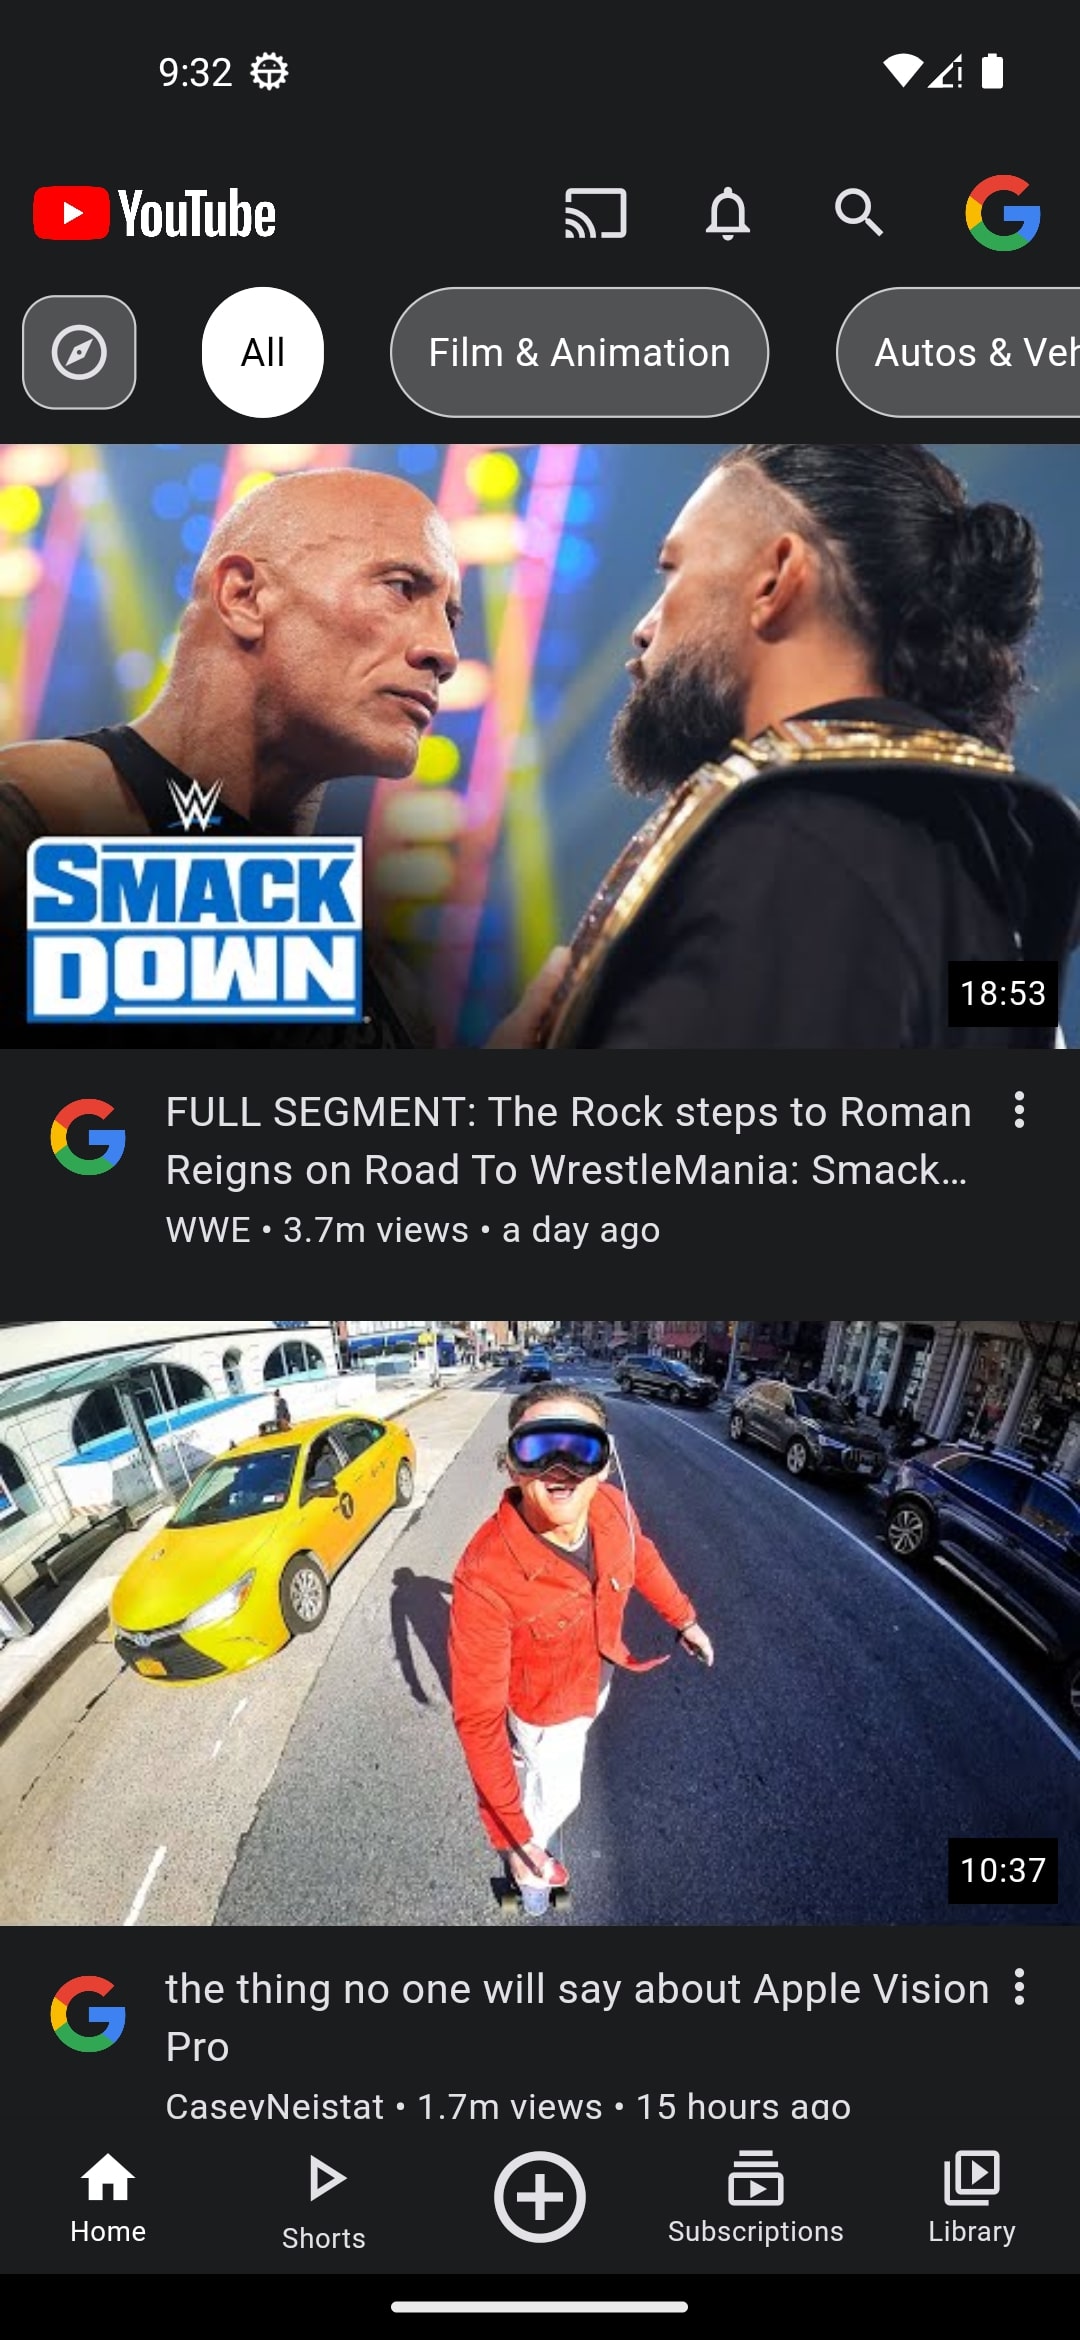 9:32
YouTube
All
Film & Animation
Autos & Veh
W
SMACK
DOWN
18:53
FULL SEGMENT: The Rock steps to Roman
Reigns on Road To WrestleMania: Smack…
WWE • 3.7m views • a day ago
10:37
the thing no one will say about Apple Vision
Pro
CaseyNeistat • 1.7m views • 15 hours ago
Home
Shorts
Subscriptions
Library